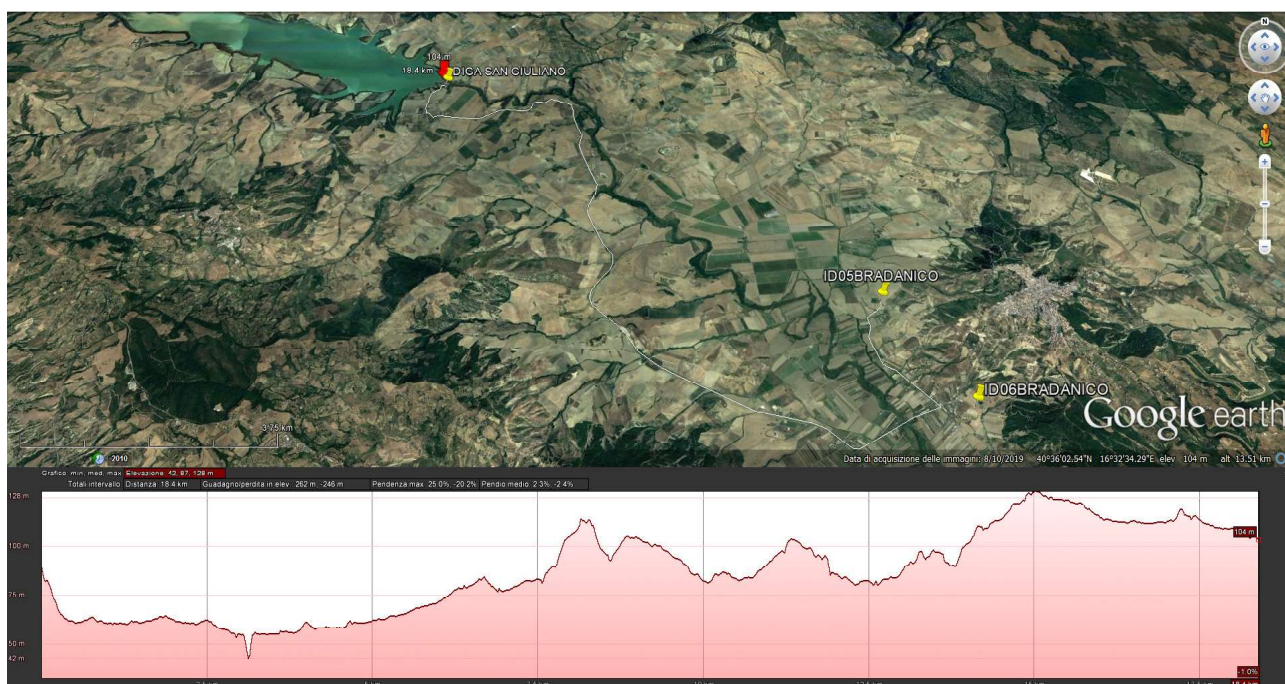 N
104 m
18.4 km
DIGA SAN GIULIANO
ID05BRADANICO
ID06BRADANICO
Google earth
3.75 km
2010
Data di acquisizione delle immagini: 8/10/2019 40°36'02.54"N 16°32'34.29"E elev 104 m alt 13.51 km
Grafico: min, med, max Elevazione: 42, 87, 128 m
Totali intervallo Distanza: 18.4 km Guadagno/perdita in elev.: 262 m, -246 m Pendenza max: 25.0%, -20.2% Pendio medio: 2.3%, -2.4%
128 m
104 m
100 m
75 m
50 m
42 m
-1.0%
18.4 km